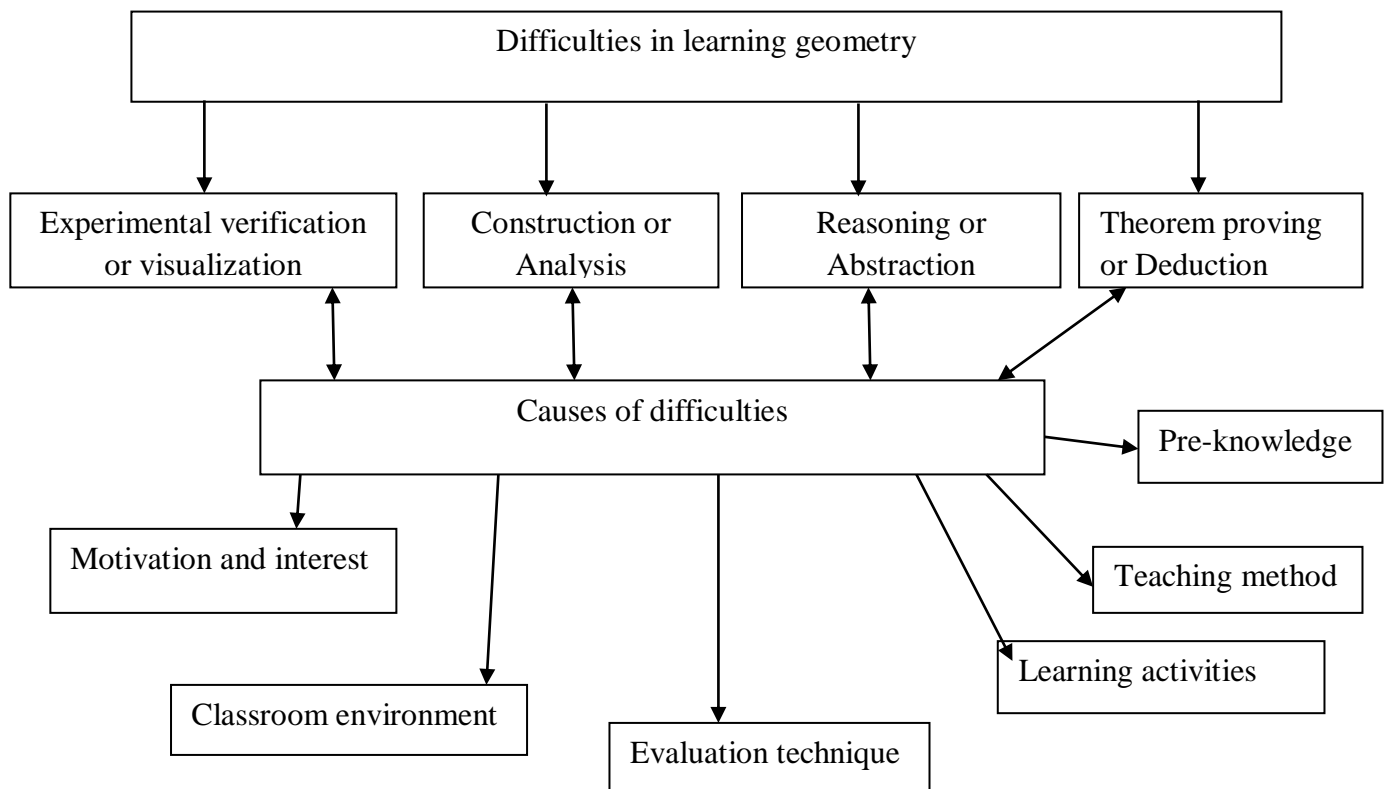 Difficulties in learning geometry
Experimental verification
or visualization
Construction or
Analysis
Reasoning or
Abstraction
Theorem proving
or Deduction
Causes of difficulties
Pre-knowledge
Motivation and interest
Teaching method
Learning activities
Classroom environment
Evaluation technique